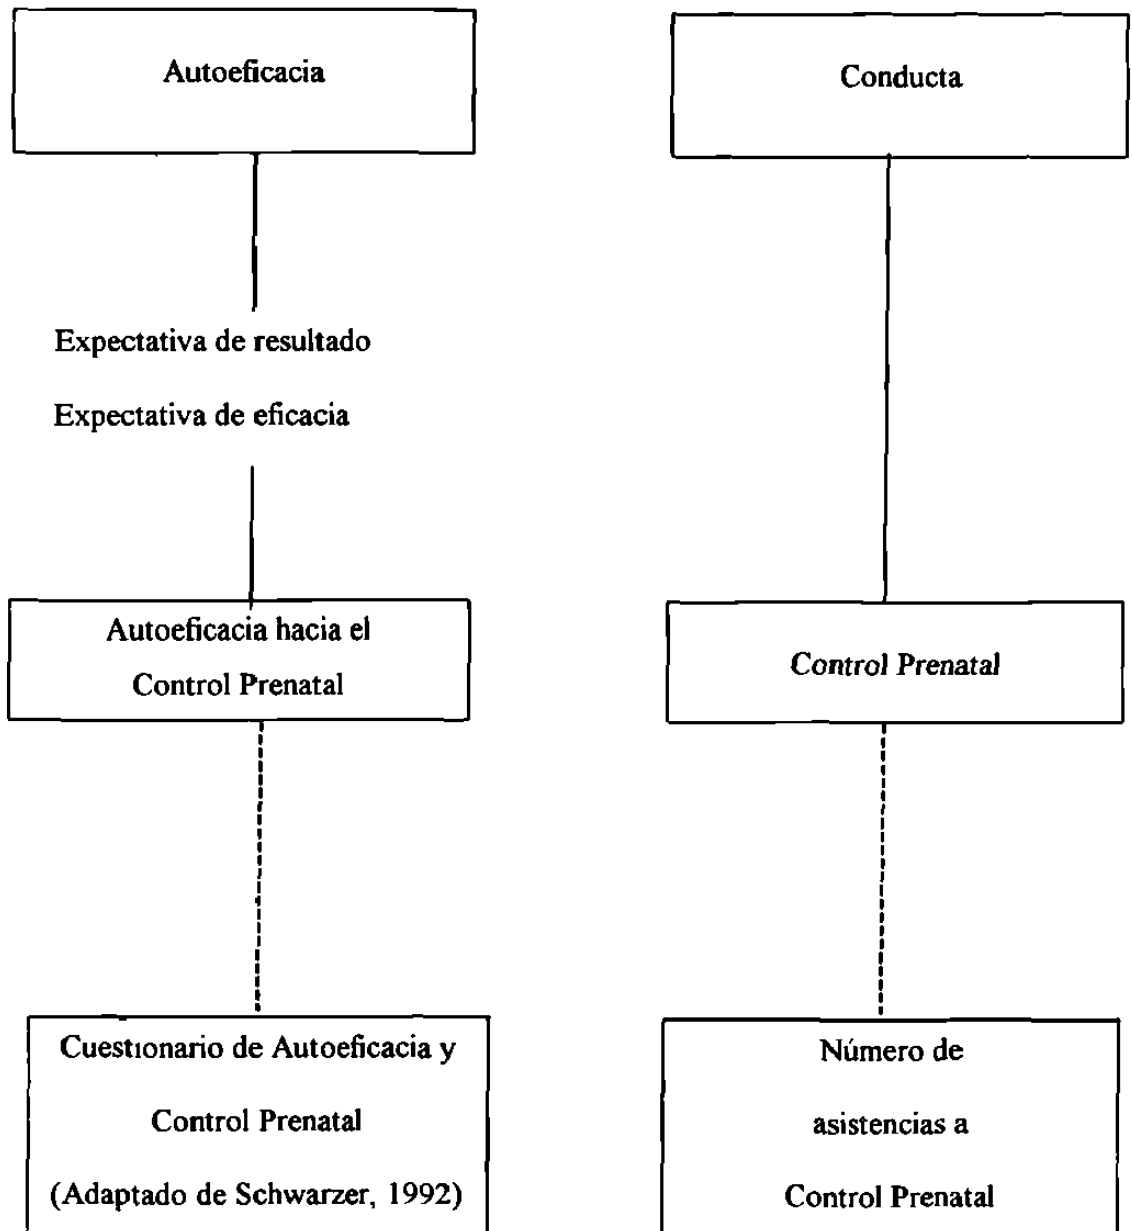 Autoeficacia
Conducta
Expectativa de resultado
Expectativa de eficacia
Autoeficacia hacia el
Control Prenatal
Control Prenatal
Cuestionario de Autoeficacia y
Control Prenatal
(Adaptado de Schwarzer, 1992)
Número de
asistencias a
Control Prenatal